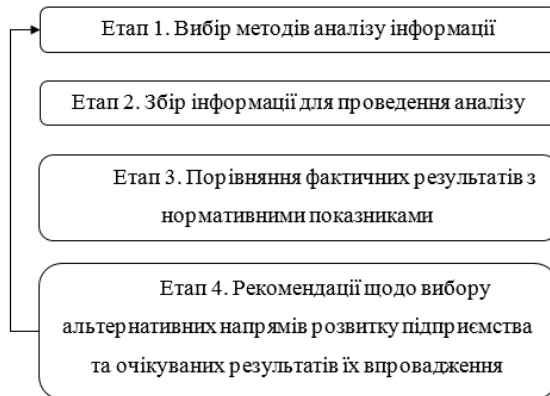 Етап 1. Вибір методів аналізу інформації
Етап 2. Збір інформації для проведення аналізу
Етап 3. Порівняння фактичних результатів з
нормативними показниками
Етап 4. Рекомендації щодо вибору
альтернативних напрямів розвитку підприємства
та очікуваних результатів їх впровадження